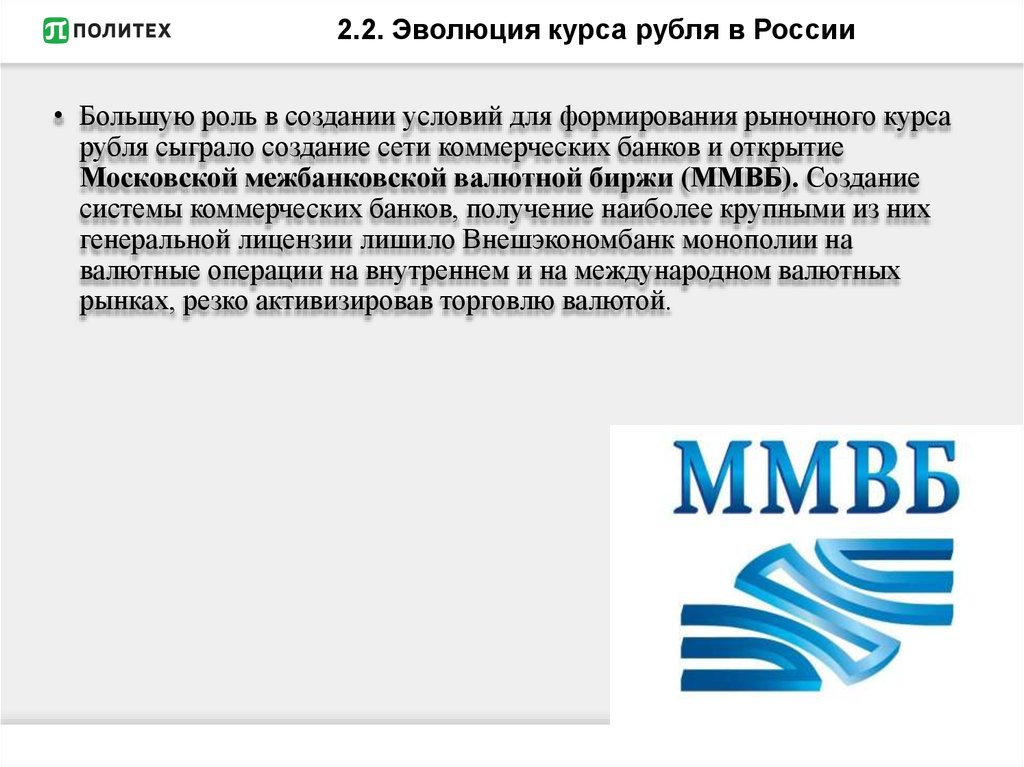 ПОЛИТЕХ
2.2. Эволюция курса рубля в России
• Большую роль в создании условий для формирования рыночного курса
рубля сыграло создание сети коммерческих банков и открытие
Московской межбанковской валютной биржи (ММВБ). Создание
системы коммерческих банков, получение наиболее крупными из них
генеральной лицензии лишило Внешэкономбанк монополии на
валютные операции на внутреннем и на международном валютных
рынках, резко активизировав торговлю валютой.
ММВБ